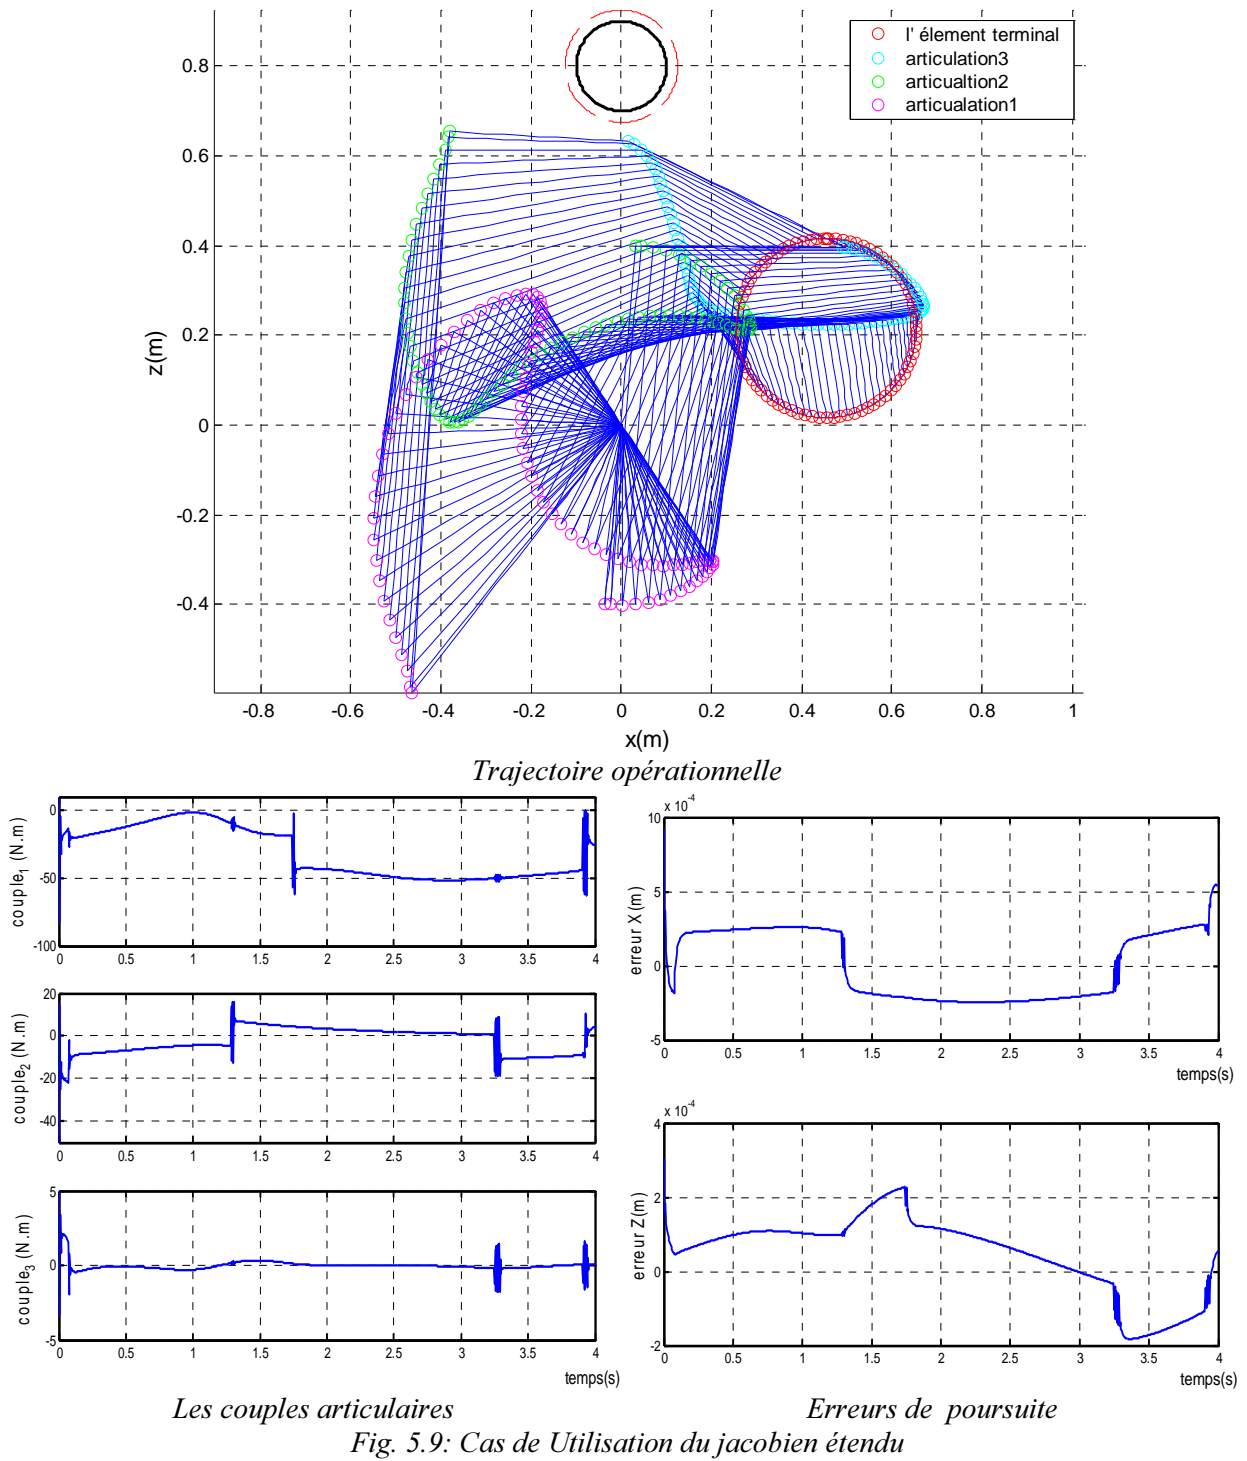 l' élement terminal
articulation3
articualtion2
articualation1
0.8
0.6
0.4
0.2
0
-0.2
-0.4
z(m)
-0.8 -0.6 -0.4 -0.2 0 0.2 0.4 0.6 0.8 1
x(m)
Trajectoire opérationnelle
0
-50
-100
couple1 (N.m)
0 0.5 1 1.5 2 2.5 3 3.5 4
20
0
-20
-40
couple2 (N.m)
0 0.5 1 1.5 2 2.5 3 3.5 4
5
0
-5
couple3 (N.m)
0 0.5 1 1.5 2 2.5 3 3.5 4
temps(s)
x 10-4
10
5
0
-5
erreur X (m)
0 0.5 1 1.5 2 2.5 3 3.5 4
temps(s)
x 10-4
4
2
0
-2
erreur Z (m)
0 0.5 1 1.5 2 2.5 3 3.5 4
temps(s)
Les couples articulaires
Erreurs de poursuite
Fig. 5.9: Cas de Utilisation du jacobien étendu